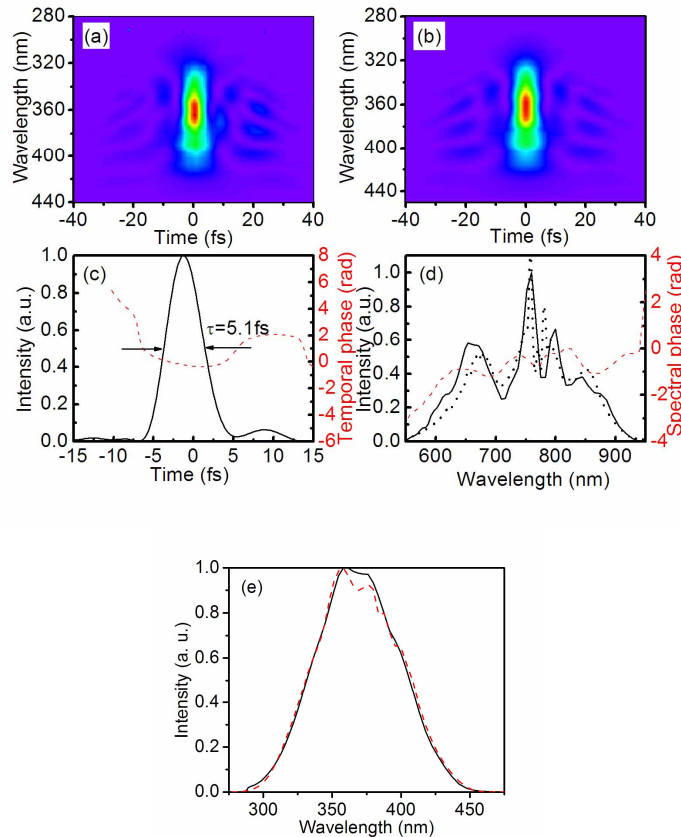 280
320
360
400
440
Wavelength (nm)
(a)
-40 -20 0 20 40
Time (fs)
280
320
360
400
440
Wavelength (nm)
(b)
-40 -20 0 20 40
Time (fs)
1.0
0.8
0.6
0.4
0.2
0.0
Intensity (a.u.)
(c)
τ=5.1fs
8
6
4
2
0
-2
-4
-6
Temporal phase (rad)
-15 -10 -5 0 5 10 15
Time (fs)
1.0
0.8
0.6
0.4
0.2
0.0
Intensity (a.u.)
(d)
4
2
0
-2
-4
Spectral phase (rad)
600 700 800 900
Wavelength (nm)
1.0
0.8
0.6
0.4
0.2
0.0
Intensity (a. u.)
(e)
300 350 400 450
Wavelength (nm)